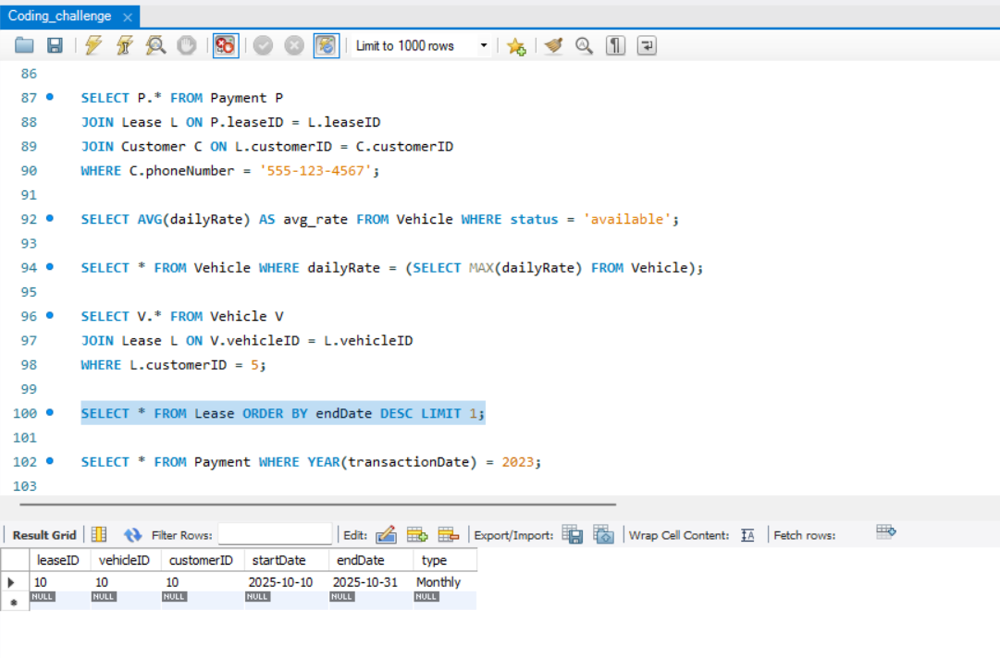 Coding_challenge
Limit to 1000 rows
86
87 SELECT P.* FROM Payment P
88 JOIN Lease L ON P.leaseID = L.leaseID
89 JOIN Customer C ON L.customerID = C.customerID
90 WHERE C.phoneNumber = '555-123-4567';
91
92 SELECT AVG(dailyRate) AS avg_rate FROM Vehicle WHERE status = 'available';
93
94 SELECT * FROM Vehicle WHERE dailyRate = (SELECT MAX(dailyRate) FROM Vehicle);
95
96 SELECT V.* FROM Vehicle V
97 JOIN Lease L ON V.vehicleID = L.vehicleID
98 WHERE L.customerID = 5;
99
100 SELECT * FROM Lease ORDER BY endDate DESC LIMIT 1;
101
102 SELECT * FROM Payment WHERE YEAR(transactionDate) = 2023;
103
Result Grid Filter Rows: Edit: Export/Import: Wrap Cell Content: IA Fetch rows:
leaseID vehicleID customerID startDate endDate type
10 10 10 2025-10-10 2025-10-31 Monthly
NULL NULL NULL NULL NULL NULL